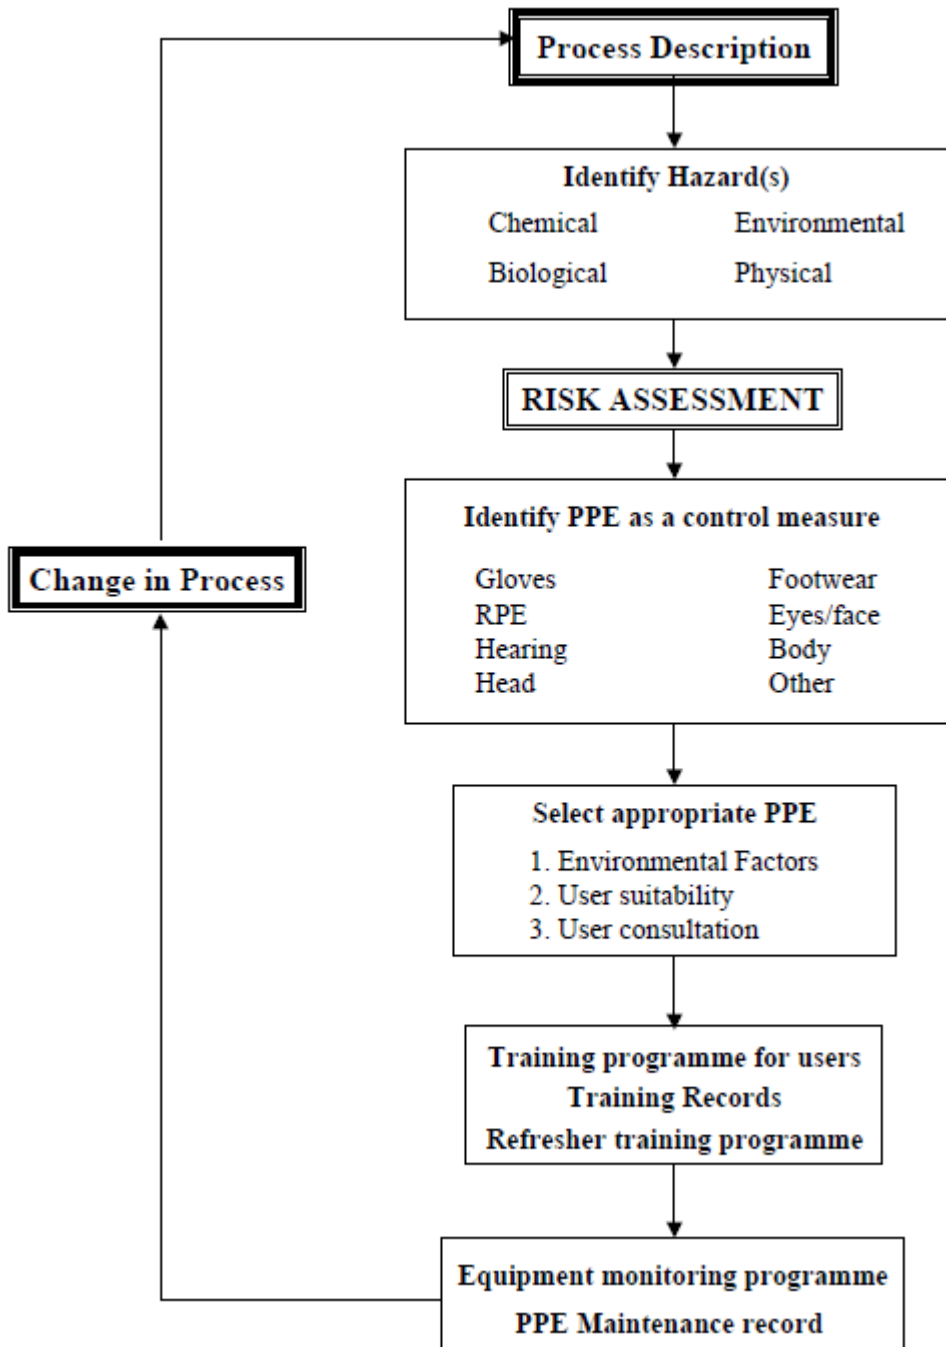 Process Description
Identify Hazard(s)
Chemical Environmental
Biological Physical
RISK ASSESSMENT
Identify PPE as a control measure
Gloves Footwear
RPE Eyes/face
Hearing Body
Head Other
Change in Process
Select appropriate PPE
1. Environmental Factors
2. User suitability
3. User consultation
Training programme for users
Training Records
Refresher training programme
Equipment monitoring programme
PPE Maintenance record